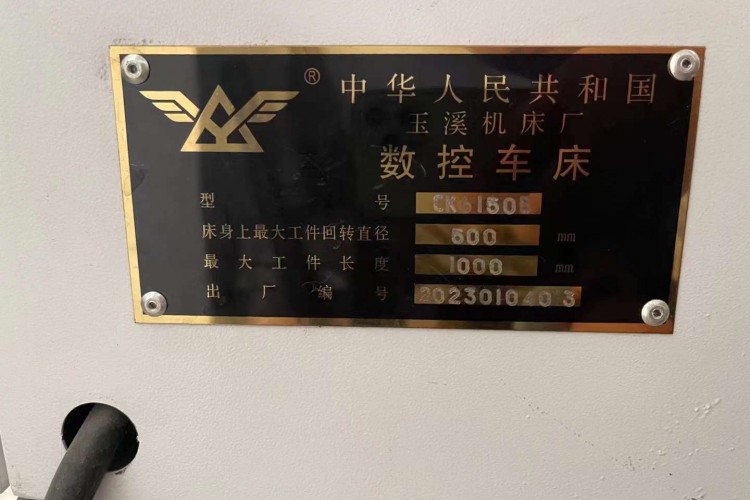 ® 中华人民共和国
玉溪机床厂
数控车床
型号 CK6150B
床身上最大工件回转直径 500 mm
最大工件长度 1000 mm
出厂编号 2023010403